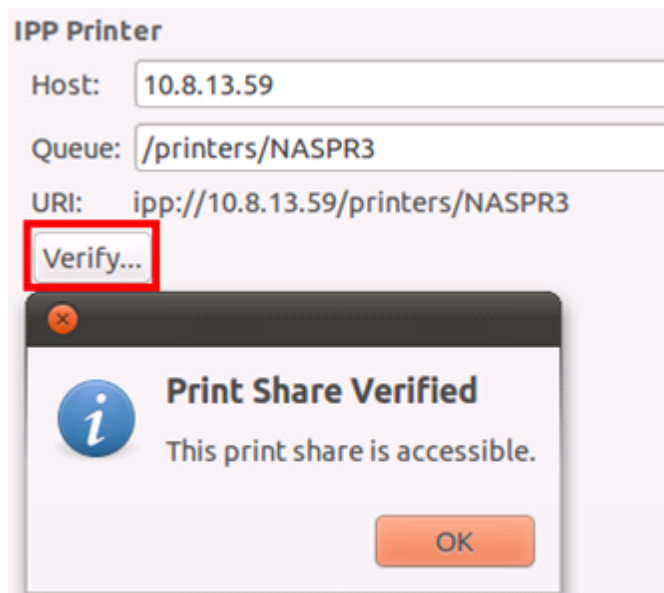 IPP Printer
Host: 10.8.13.59
Queue: /printers/NASPR3
URI: ipp://10.8.13.59/printers/NASPR3
Verify...
Print Share Verified
This print share is accessible.
OK